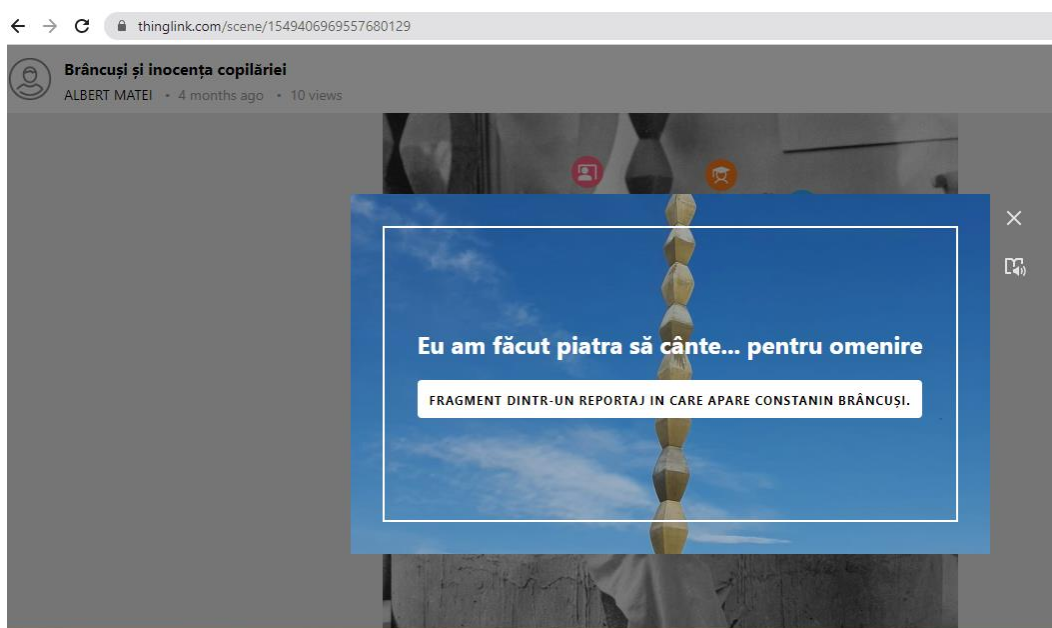 thinglink.com/scene/1549406969557680129
Brâncuși și inocența copilăriei
ALBERT MATEI • 4 months ago • 10 views
Eu am făcut piatra să cânte... pentru omenire
FRAGMENT DINTR-UN REPORTAJ IN CARE APARE CONSTANIN BRÂNCUȘI.